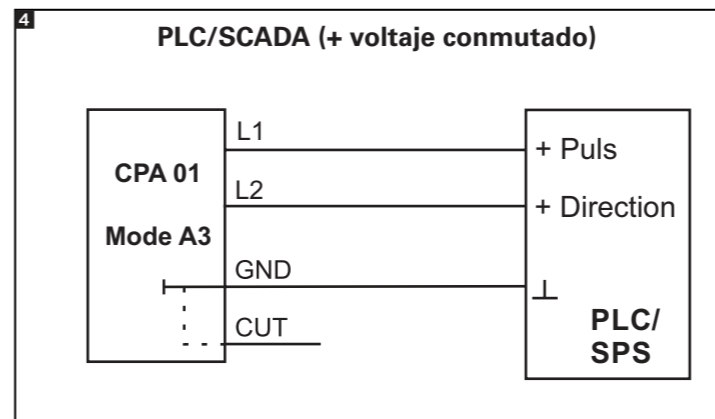 4
PLC/SCADA (+ voltaje conmutado)
CPA 01
Mode A3
L1
L2
GND
CUT
+ Puls
+ Direction
PLC/
SPS